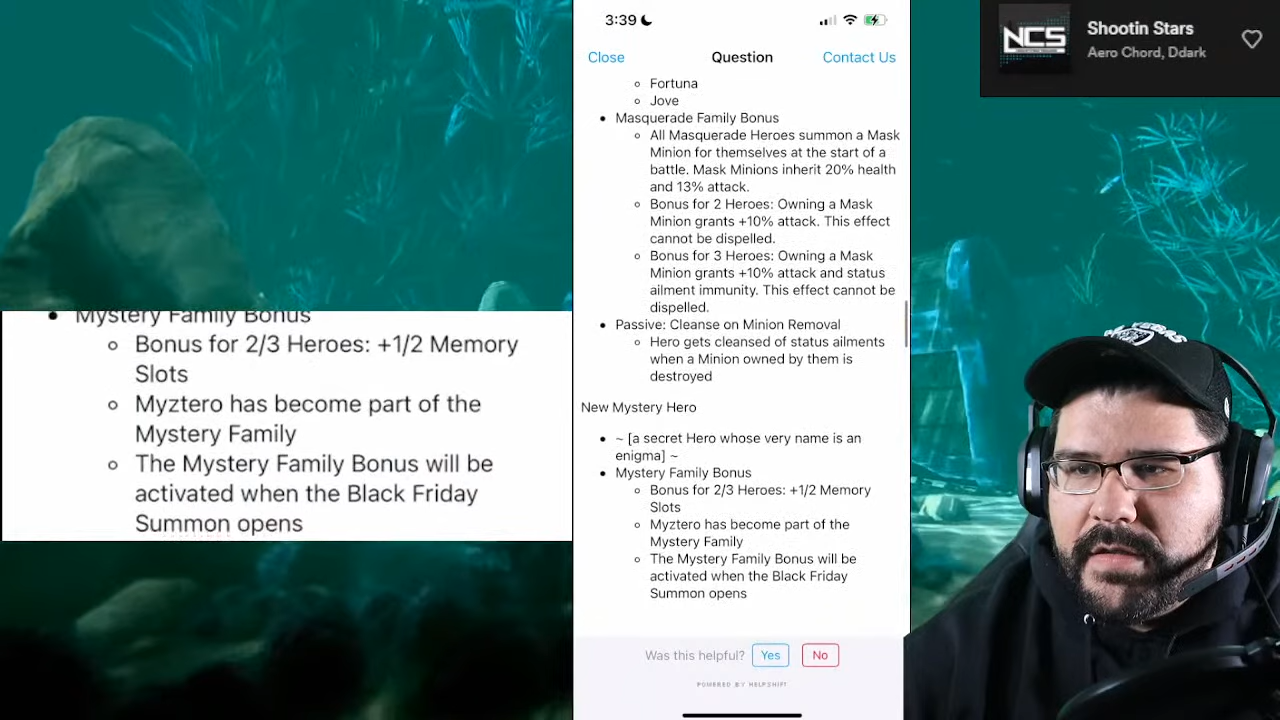 Mystery Family Bonus
Bonus for 2/3 Heroes: +1/2 Memory
Slots
Myztero has become part of the
Mystery Family
The Mystery Family Bonus will be
activated when the Black Friday
Summon opens
3:39
Close
Question
Contact Us
Fortuna
Jove
Masquerade Family Bonus
All Masquerade Heroes summon a Mask
Minion for themselves at the start of a
battle. Mask Minions inherit 20% health
and 13% attack.
Bonus for 2 Heroes: Owning a Mask
Minion grants +10% attack. This effect
cannot be dispelled.
Bonus for 3 Heroes: Owning a Mask
Minion grants +10% attack and status
ailment immunity. This effect cannot be
dispelled.
Passive: Cleanse on Minion Removal
Hero gets cleansed of status ailments
when a Minion owned by them is
destroyed
New Mystery Hero
~ [a secret Hero whose very name is an
enigma] ~
Mystery Family Bonus
Bonus for 2/3 Heroes: +1/2 Memory
Slots
Myztero has become part of the
Mystery Family
The Mystery Family Bonus will be
activated when the Black Friday
Summon opens
Was this helpful?
Yes
No
POWERED BY HELPSHIFT
NCS
Shootin Stars
Aero Chord, Ddark